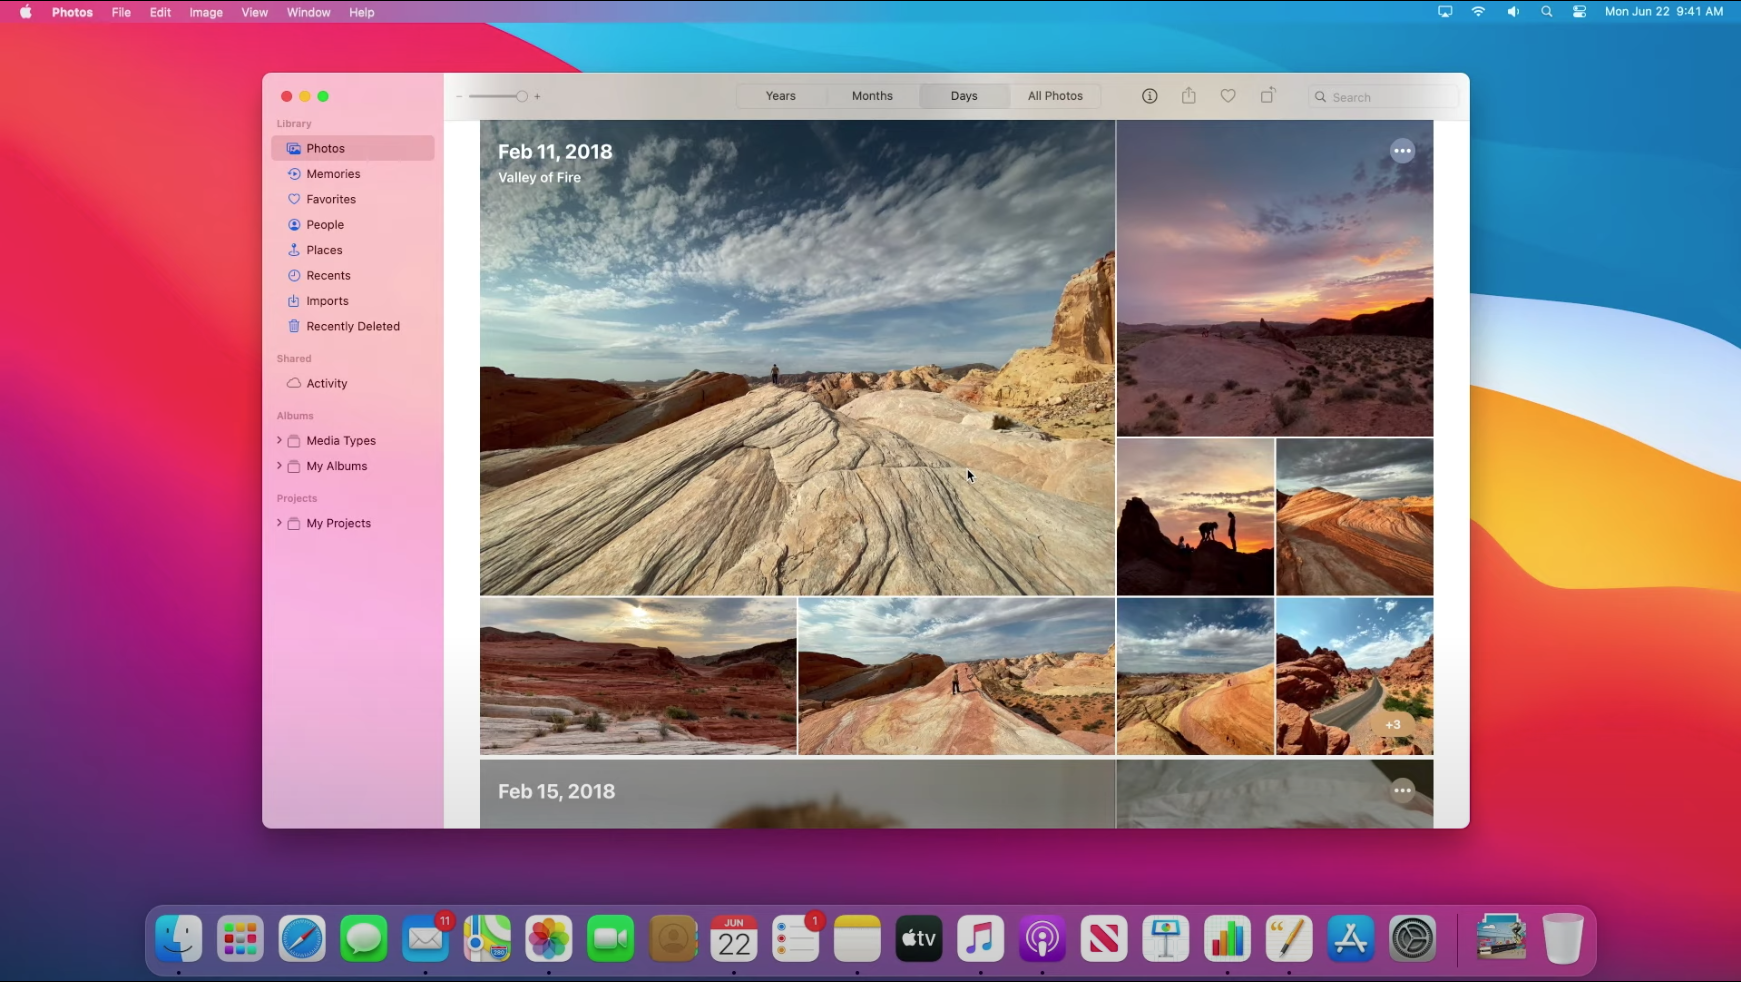 Photos File Edit Image View Window Help
Mon Jun 22 9:41 AM
Years Months Days All Photos
Search
Library
Photos
Memories
Favorites
People
Places
Recents
Imports
Recently Deleted
Shared
Activity
Albums
Media Types
My Albums
Projects
My Projects
Feb 11, 2018
Valley of Fire
+3
Feb 15, 2018
11
280
JUN
22
1
tv